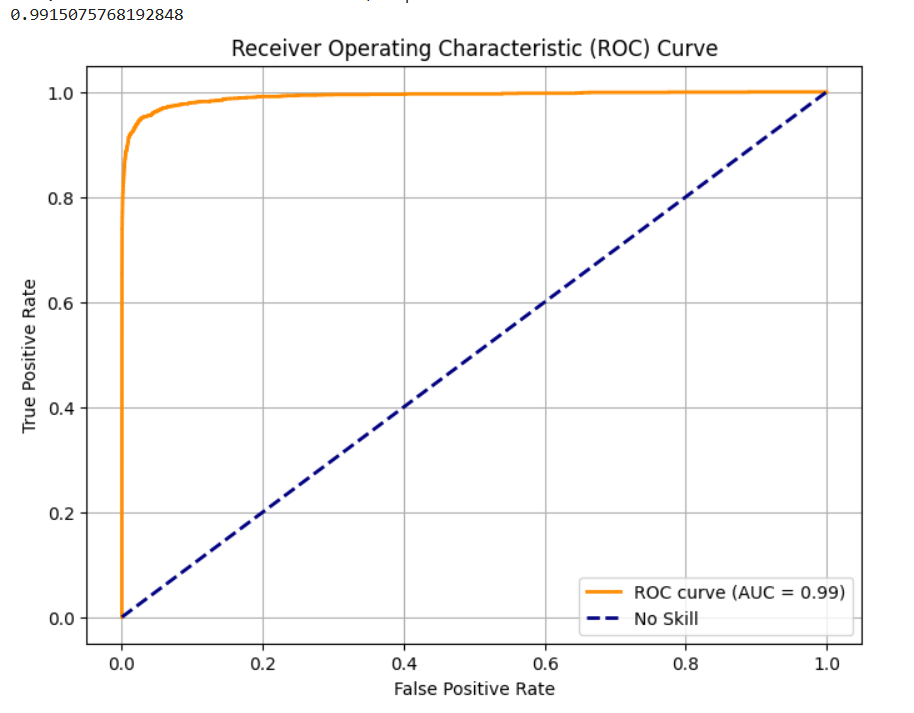 0.9915075768192848
Receiver Operating Characteristic (ROC) Curve
1.0
0.8
0.6
0.4
0.2
0.0
True Positive Rate
ROC curve (AUC = 0.99)
No Skill
0.0 0.2 0.4 0.6 0.8 1.0
False Positive Rate